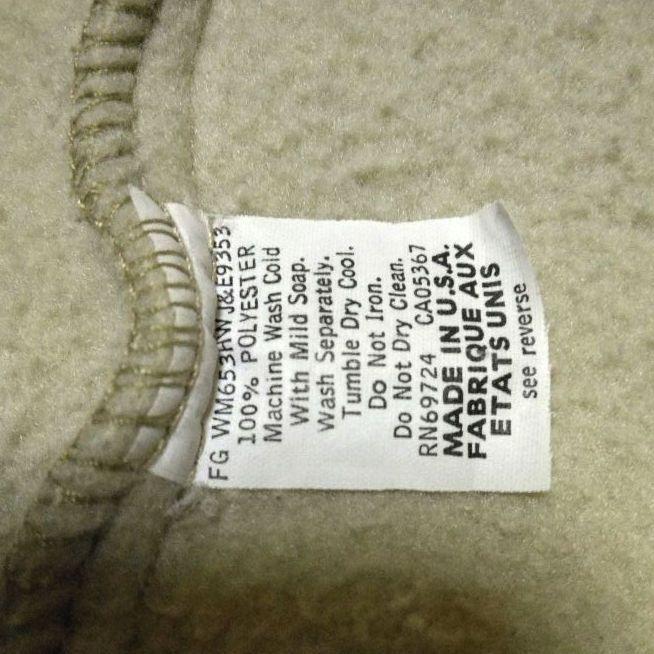 FG WM653HWJ&E9353
100% POLYESTER
Machine Wash Cold
With Mild Soap.
Wash Separately.
Tumble Dry Cool.
Do Not Iron.
Do Not Dry Clean.
RN69724 CA05367
MADE IN U.S.A.
FABRIQUE AUX
ETATS UNIS
see reverse